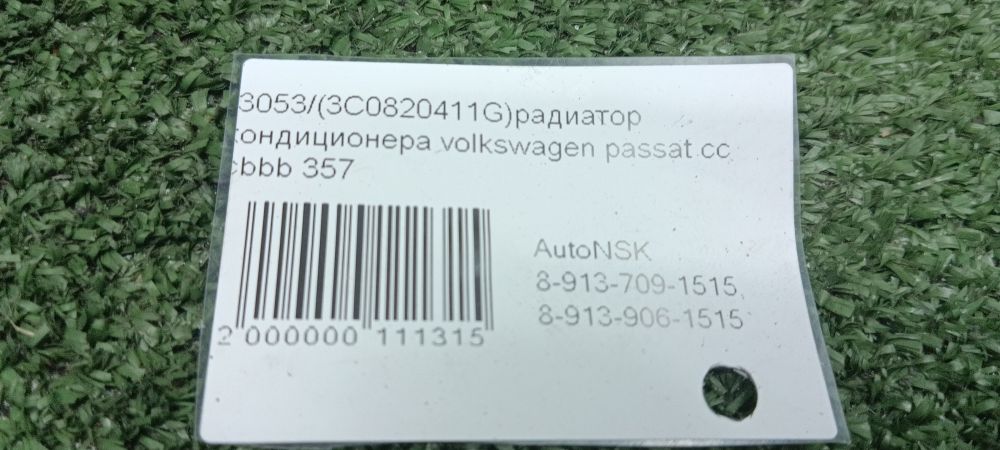 3053/(3C0820411G)радиатор
кондиционера volkswagen passat cc
cbbb 357
AutoNSK
8-913-709-1515,
8-913-906-1515
2 000000 111315